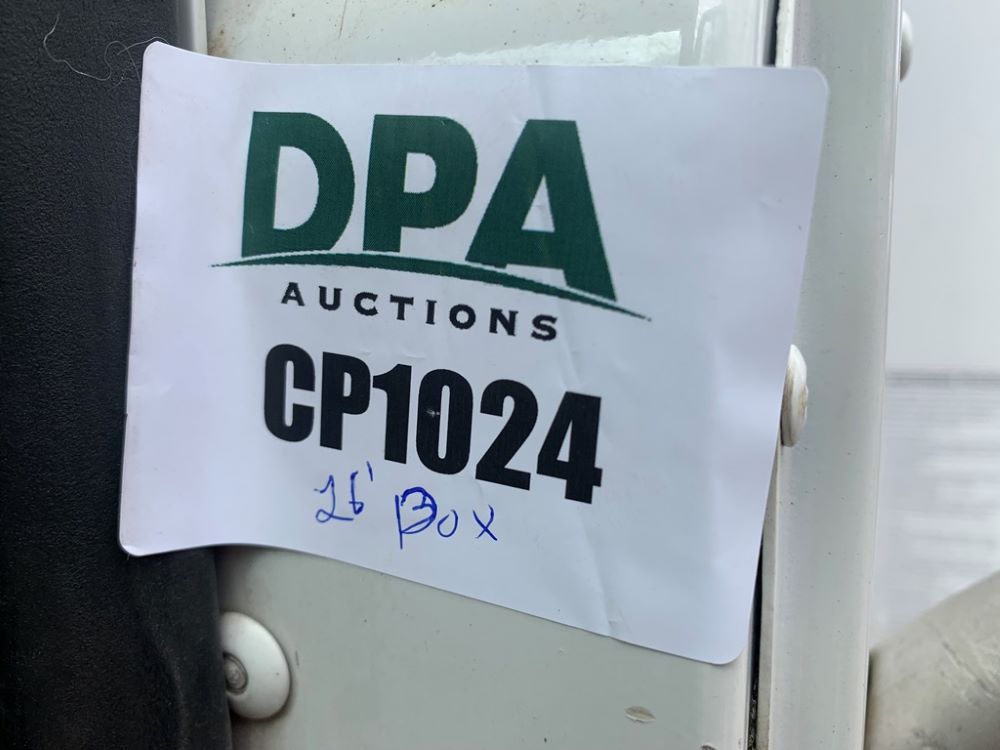 DPA
AUCTIONS
CP1024
26' Box